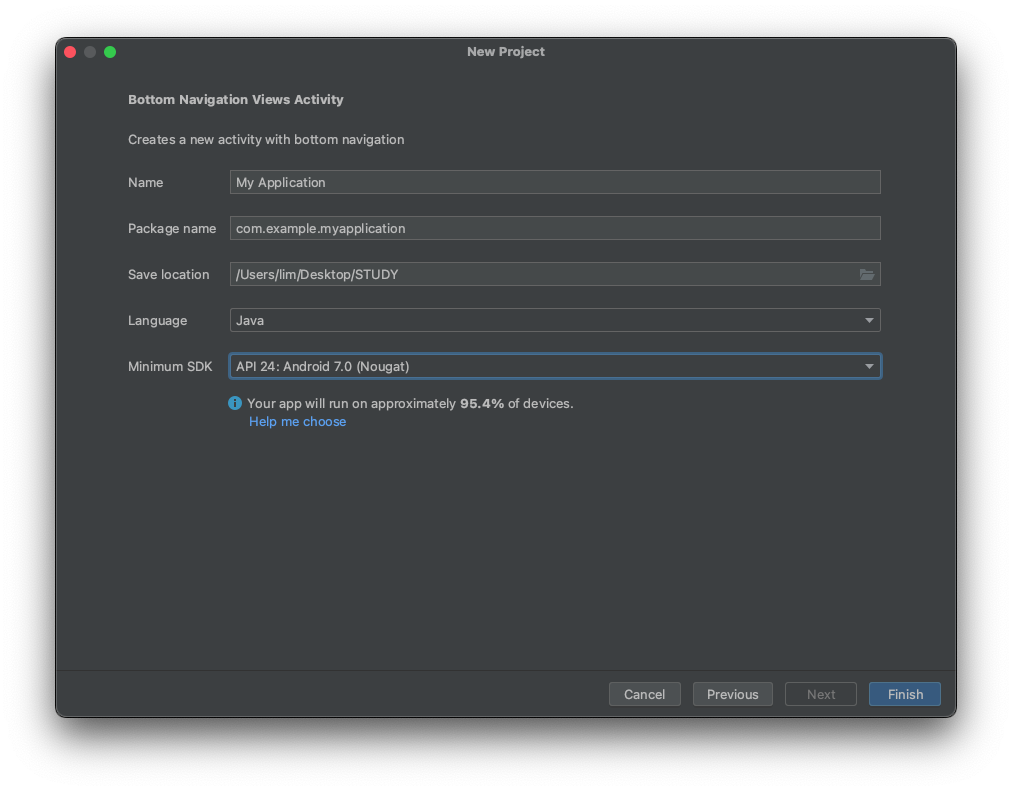 New Project
Bottom Navigation Views Activity
Creates a new activity with bottom navigation
Name My Application
Package name com.example.myapplication
Save location /Users/lim/Desktop/STUDY
Language Java
Minimum SDK API 24: Android 7.0 (Nougat)
Your app will run on approximately 95.4% of devices.
Help me choose
Cancel Previous Next Finish